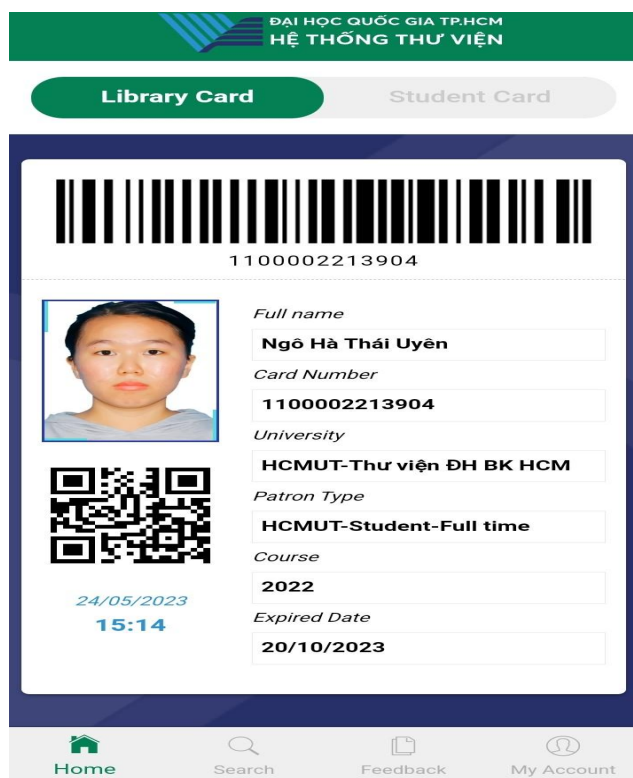 ĐẠI HỌC QUỐC GIA TP.HCM
HỆ THỐNG THƯ VIỆN
Library Card
Student Card
1100002213904
Full name
Ngô Hà Thái Uyên
Card Number
1100002213904
University
HCMUT-Thư viện ĐH BK HCM
Patron Type
HCMUT-Student-Full time
Course
2022
24/05/2023
15:14
Expired Date
20/10/2023
Home
Search
Feedback
My Account